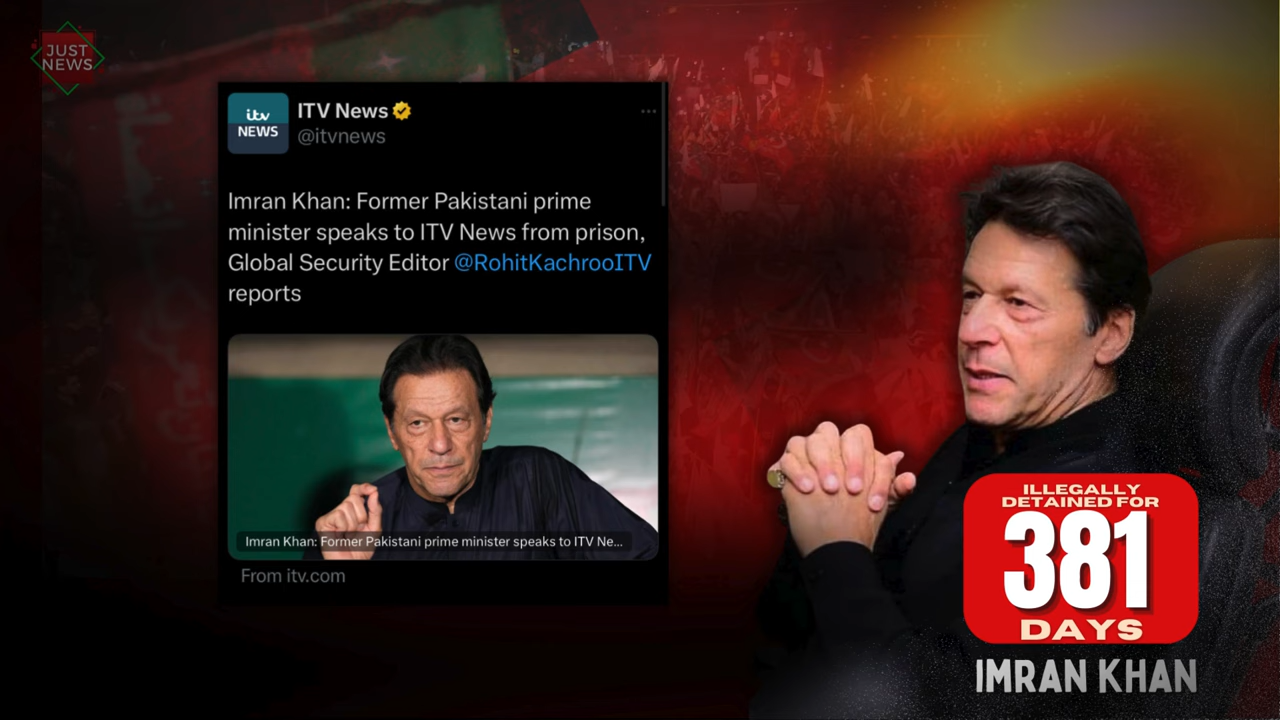 JUST
NEWS
itv
NEWS
ITV News
@itvnews
Imran Khan: Former Pakistani prime
minister speaks to ITV News from prison,
Global Security Editor @RohitKachrooITV
reports
Imran Khan: Former Pakistani prime minister speaks to ITV Ne...
From itv.com
ILLEGALLY
DETAINED FOR
381
DAYS
IMRAN KHAN